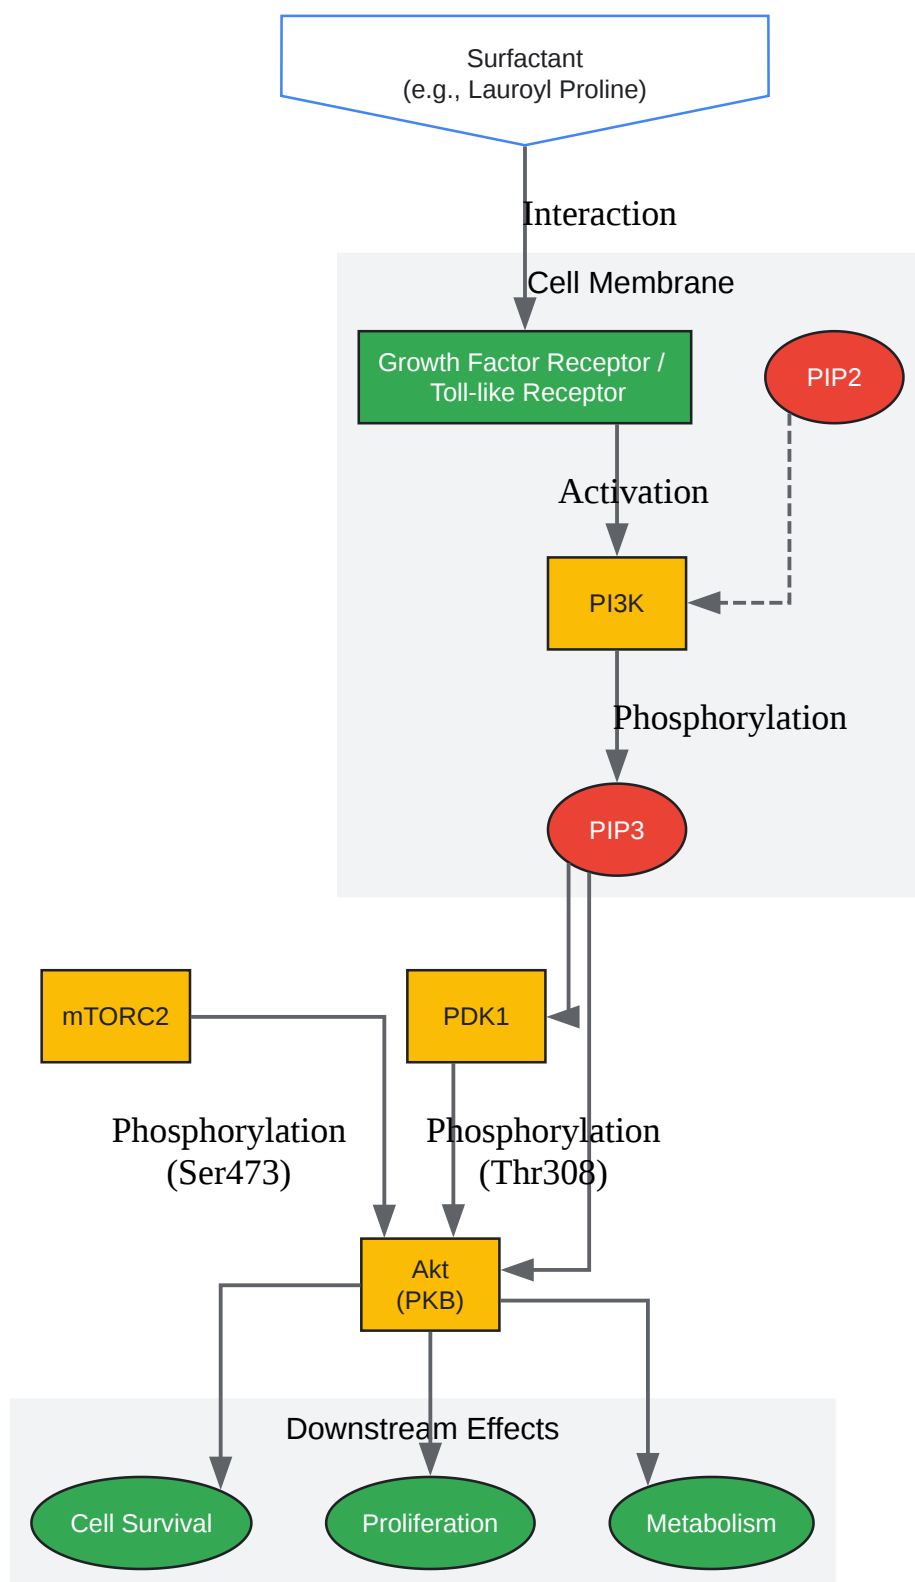 Surfactant
(e.g., Lauroyl Proline)
Interaction
Cell Membrane
Growth Factor Receptor /
Toll-like Receptor
PIP2
Activation
PI3K
Phosphorylation
PIP3
mTORC2
PDK1
Phosphorylation
(Ser473)
Phosphorylation
(Thr308)
Akt
(PKB)
Downstream Effects
Cell Survival
Proliferation
Metabolism